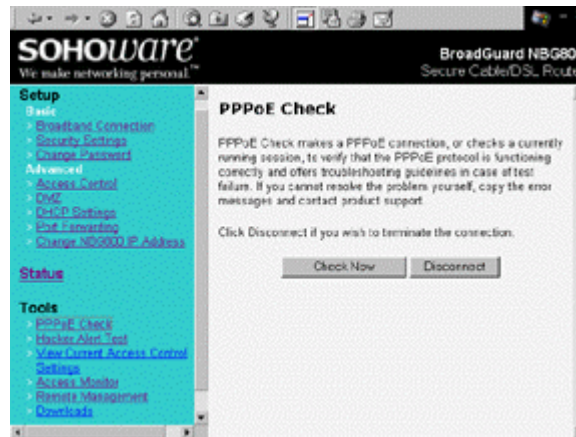 SOHOware
We make networking personal.™
BroadGuard NBG80
Secure Cable/DSL Route
Setup
Basic
> Broadband Connection
> Security Settings
> Change Password
Advanced
> Access Control
> DMZ
> DHCP Settings
> Port Forwarding
> Change NBG800 IP Address
Status
Tools
> PPPoE Check
> Hacker Alert Test
> View Current Access Control
Settings
> Access Monitor
> Remote Management
> Downloads
PPPoE Check
PPPoE Check makes a PPPoE connection, or checks a currently
running session, to verify that the PPPoE protocol is functioning
correctly and offers troubleshooting guidelines in case of test
failure. If you cannot resolve the problem yourself, copy the error
messages and contact product support.
Click Disconnect if you wish to terminate the connection.
Check Now
Disconnect